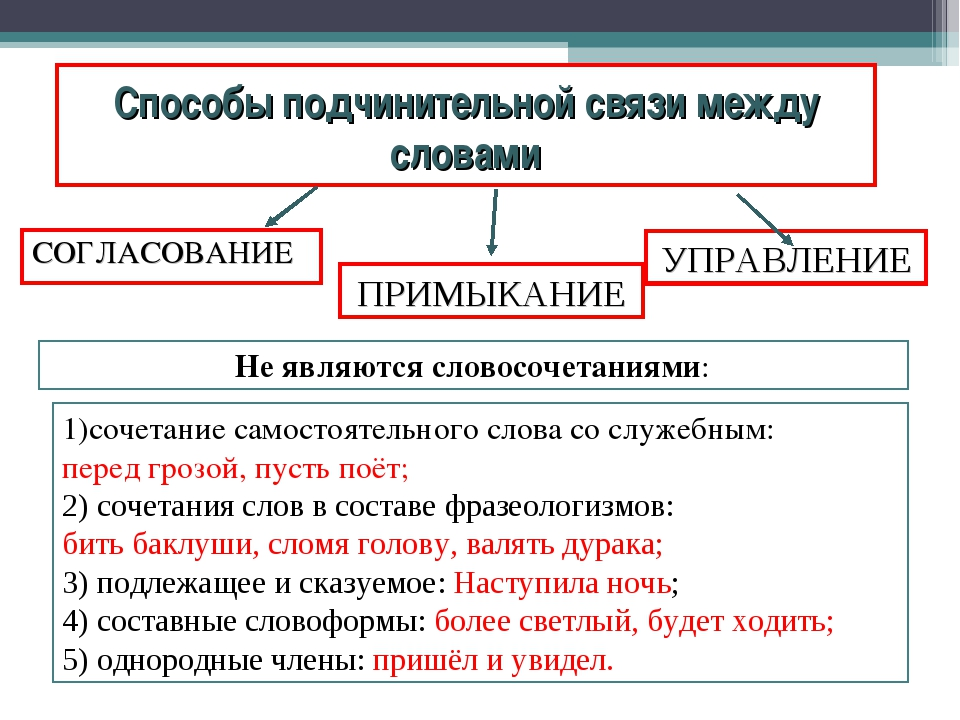 Способы подчинительной связи между
словами
СОГЛАСОВАНИЕ
ПРИМЫКАНИЕ
УПРАВЛЕНИЕ
Не являются словосочетаниями:
1)сочетание самостоятельного слова со служебным:
перед грозой, пусть поёт;
2) сочетания слов в составе фразеологизмов:
бить баклуши, сломя голову, валять дурака;
3) подлежащее и сказуемое: Наступила ночь;
4) составные словоформы: более светлый, будет ходить;
5) однородные члены: пришёл и увидел.